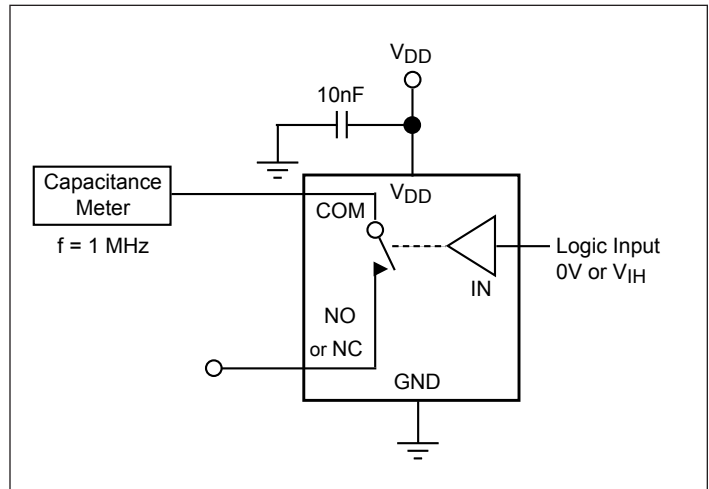 VDD
10nF
Capacitance
Meter
f = 1 MHz
VDD
COM
Logic Input
0V or VIH
IN
NO
or NC
GND